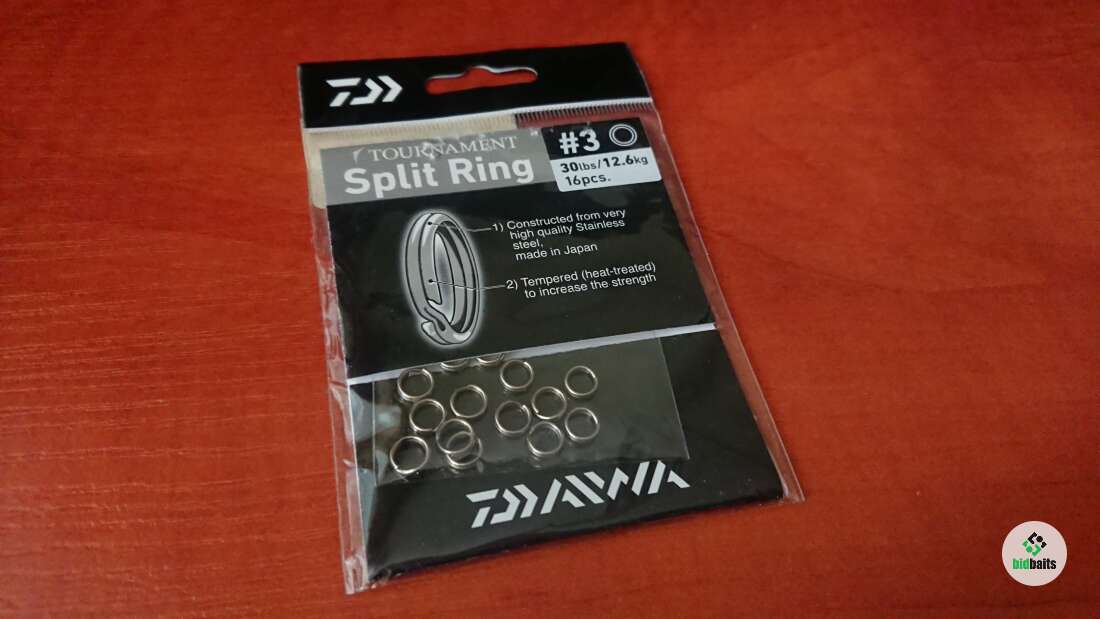 TOURNAMENT
Split Ring
#3
30lbs/12.6kg
16pcs.
1) Constructed from very
high quality Stainless
steel,
made in Japan
2) Tempered (heat-treated)
to increase the strength
DAIWA
bidbaits